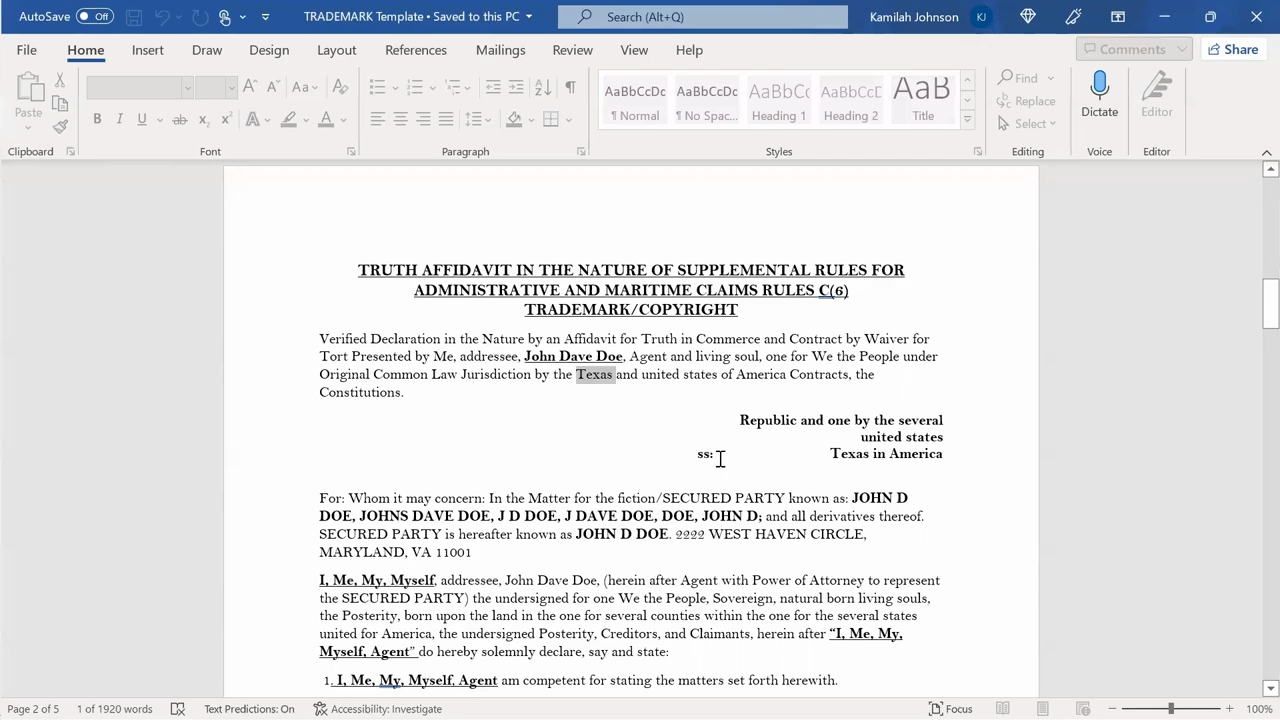 AutoSave Off TRADEMARK Template • Saved to this PC Search (Alt+Q) Kamilah Johnson KJ
File Home Insert Draw Design Layout References Mailings Review View Help Comments Share
Paste
Aa
B I U ab x₂ x² A A
AaBbCcDc AaBbCcDc AaBbCc AaBbCcDc AaB
¶ Normal ¶ No Spac... Heading Heading 2 Title
Find
Replace
Select
Dictate Editor
Clipboard Font Paragraph Styles Editing Voice Editor
TRUTH AFFIDAVIT IN THE NATURE OF SUPPLEMENTAL RULES FOR
ADMINISTRATIVE AND MARITIME CLAIMS RULES C(6)
TRADEMARK/COPYRIGHT
Verified Declaration in the Nature by an Affidavit for Truth in Commerce and Contract by Waiver for
Tort Presented by Me, addressee, John Dave Doe, Agent and living soul, one for We the People under
Original Common Law Jurisdiction by the Texas and united states of America Contracts, the
Constitutions.
Republic and one by the several
united states
ss: Texas in America
For: Whom it may concern: In the Matter for the fiction/SECURED PARTY known as: JOHN D
DOE, JOHNS DAVE DOE, J D DOE, J DAVE DOE, DOE, JOHN D; and all derivatives thereof.
SECURED PARTY is hereafter known as JOHN D DOE. 2222 WEST HAVEN CIRCLE,
MARYLAND, VA 11001
I, Me, My, Myself, addressee, John Dave Doe, (herein after Agent with Power of Attorney to represent
the SECURED PARTY) the undersigned for one We the People, Sovereign, natural born living souls,
the Posterity, born upon the land in the one for several counties within the one for the several states
united for America, the undersigned Posterity, Creditors, and Claimants, herein after “I, Me, My,
Myself, Agent” do hereby solemnly declare, say and state:
1. I, Me, My, Myself, Agent am competent for stating the matters set forth herewith.
Page 2 of 5 1 of 1920 words Text Predictions: On Accessibility: Investigate Focus 100%